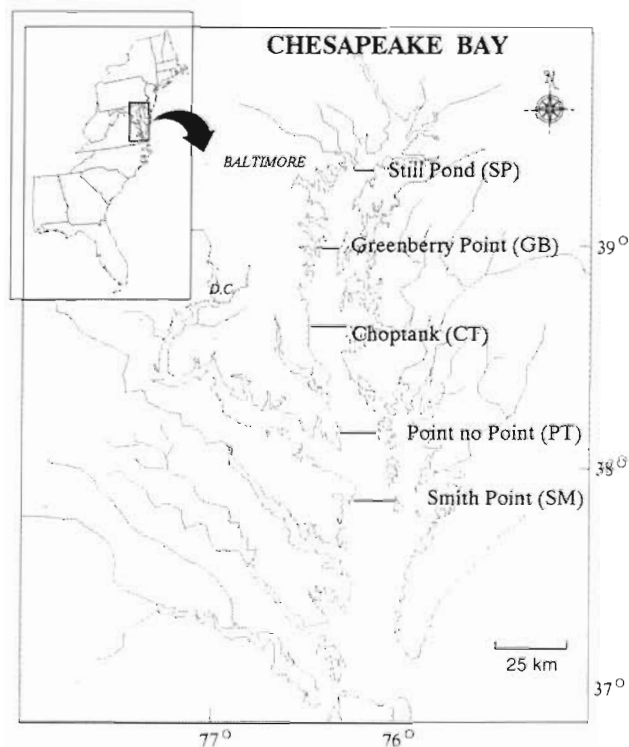 CHESAPEAKE BAY
N
BALTIMORE
Still Pond (SP)
Greenberry Point (GB)
39°
D.C.
Choptank (CT)
Point no Point (PT)
38°
Smith Point (SM)
25 km
37°
77° 76°